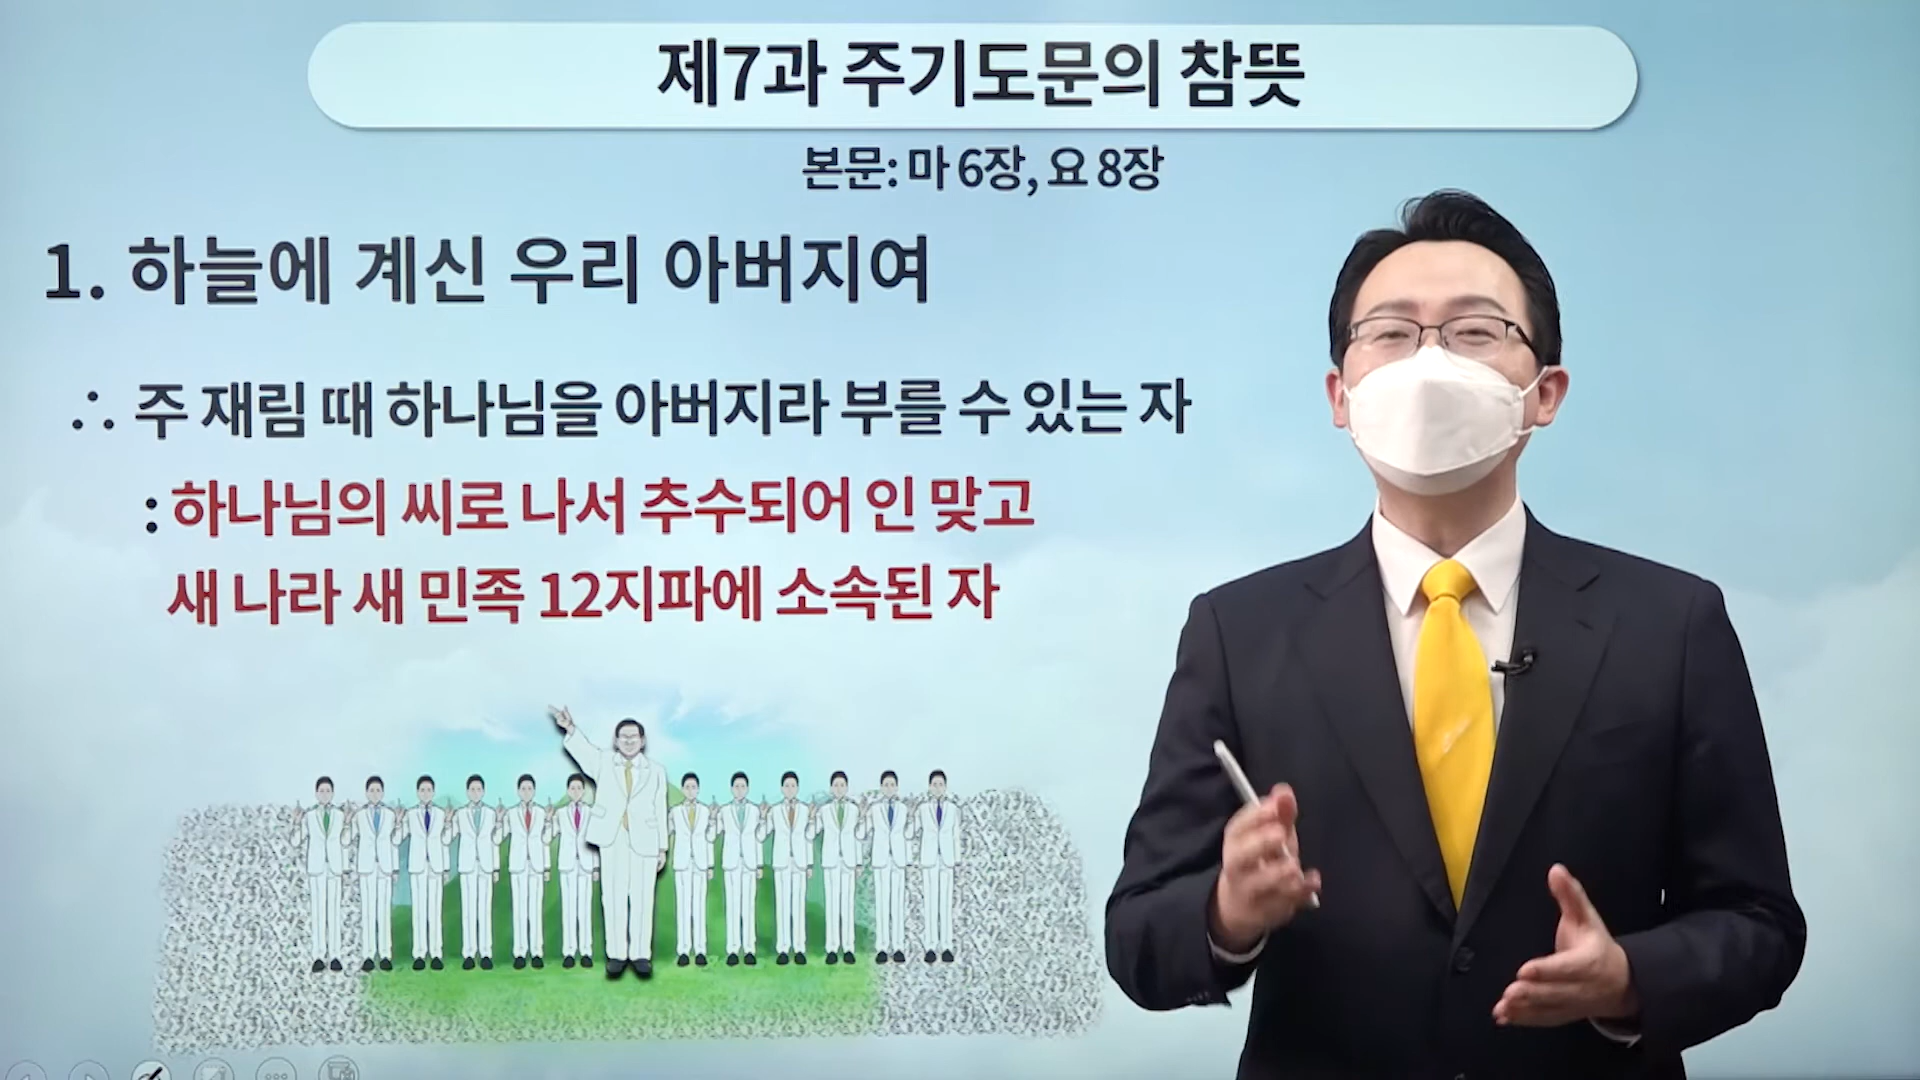 제7과 주기도문의 참뜻
본문: 마 6장, 요 8장
1. 하늘에 계신 우리 아버지여
∴ 주 재림 때 하나님을 아버지라 부를 수 있는 자
: 하나님의 씨로 나서 추수되어 인 맞고
새 나라 새 민족 12지파에 소속된 자